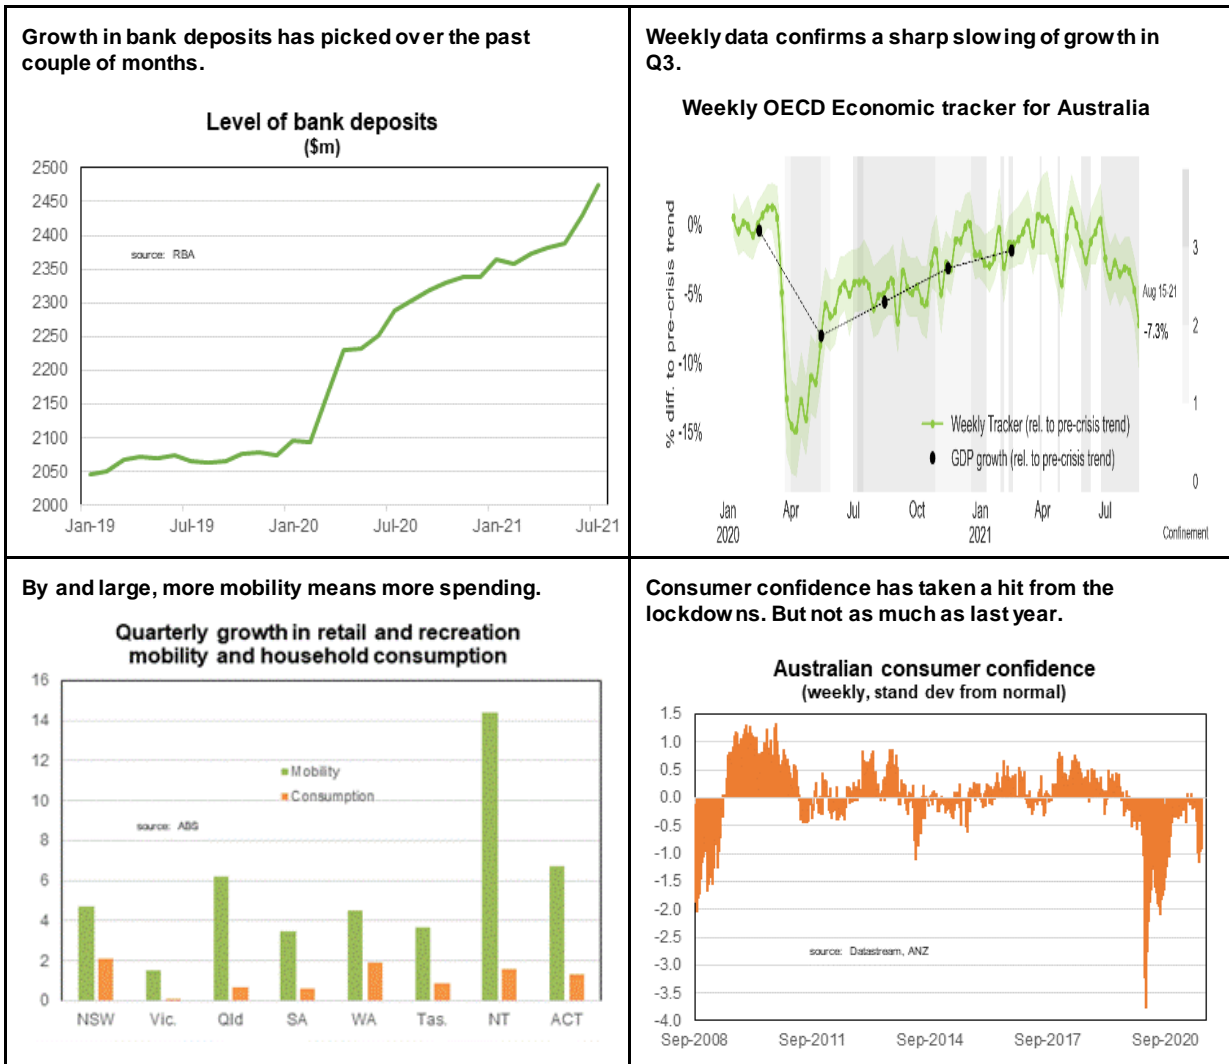 Growth in bank deposits has picked over the past
couple of months.
Level of bank deposits
($m)
2500
2450
2400
2350
2300
2250
2200
2150
2100
2050
2000
source: RBA
Jan-19 Jul-19 Jan-20 Jul-20 Jan-21 Jul-21
Weekly data confirms a sharp slowing of growth in
Q3.
Weekly OECD Economic tracker for Australia
% diff. to pre-crisis trend
0%
-5%
-10%
-15%
Aug 15-21
-7.3%
3
2
1
0
Weekly Tracker (rel. to pre-crisis trend)
GDP growth (rel. to pre-crisis trend)
Jan Apr Jul Oct Jan Apr Jul
2020 2021
Confinement
By and large, more mobility means more spending.
Quarterly growth in retail and recreation
mobility and household consumption
16
14
12
10
8
6
4
2
0
Mobility
Consumption
source: ABS
NSW Vic. Qld SA WA Tas. NT ACT
Consumer confidence has taken a hit from the
lockdowns. But not as much as last year.
Australian consumer confidence
(weekly, stand dev from normal)
1.5
1.0
0.5
0.0
-0.5
-1.0
-1.5
-2.0
-2.5
-3.0
-3.5
-4.0
source: Datastream, ANZ
Sep-2008 Sep-2011 Sep-2014 Sep-2017 Sep-2020